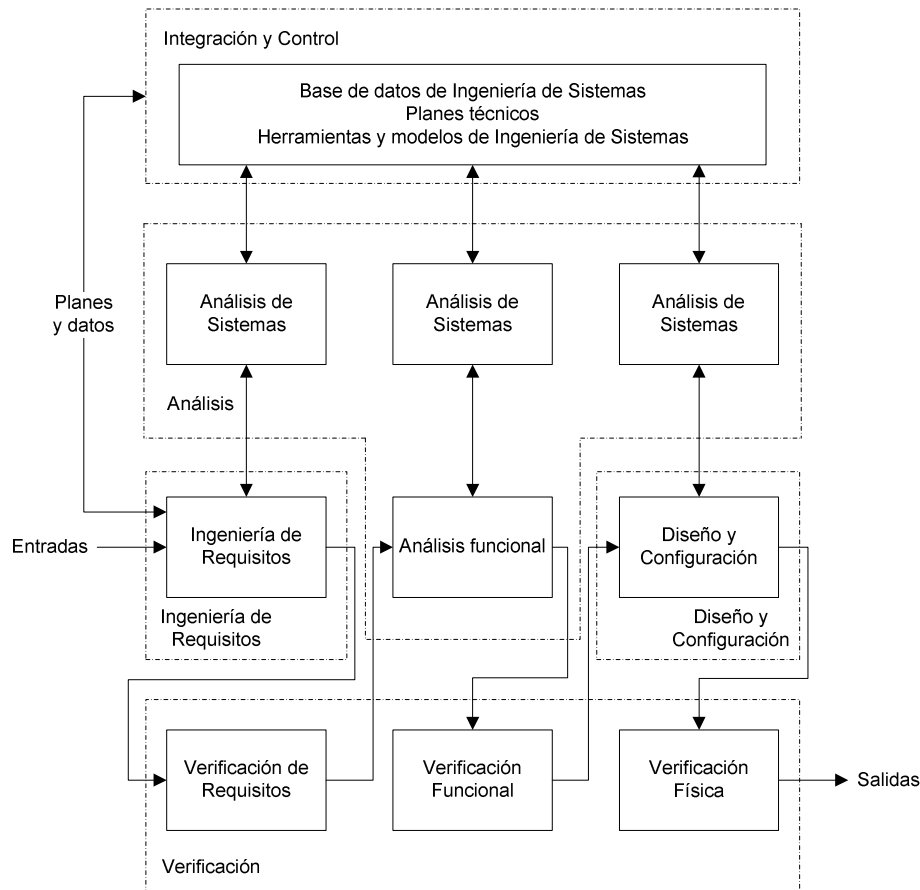 Integración y Control
Base de datos de Ingeniería de Sistemas
Planes técnicos
Herramientas y modelos de Ingeniería de Sistemas
Planes
y datos
Análisis de
Sistemas
Análisis de
Sistemas
Análisis de
Sistemas
Análisis
Entradas
Ingeniería de
Requisitos
Análisis funcional
Diseño y
Configuración
Ingeniería de
Requisitos
Diseño y
Configuración
Verificación de
Requisitos
Verificación
Funcional
Verificación
Física
Salidas
Verificación